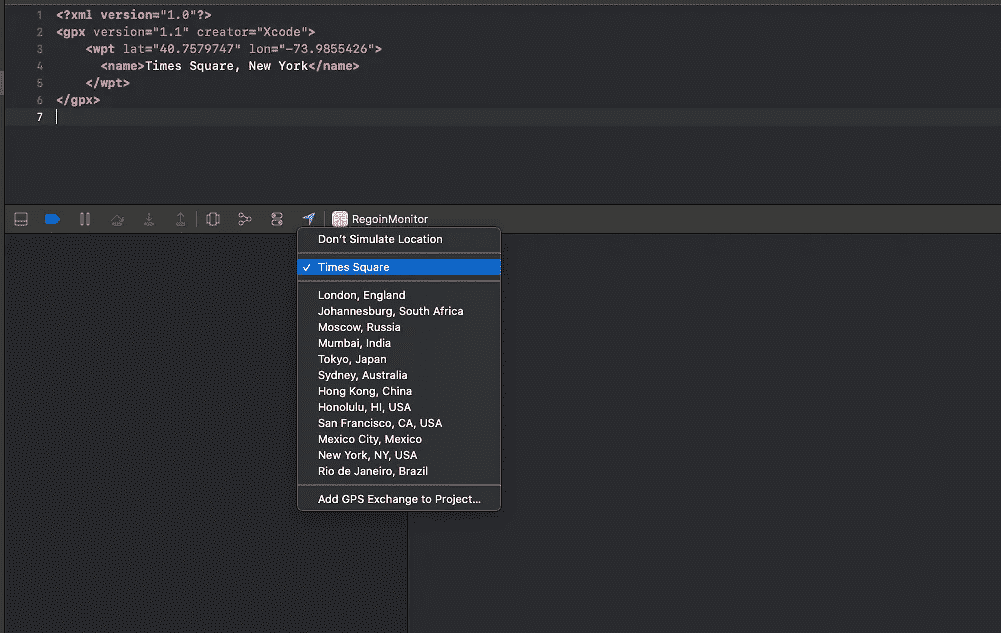 1 <?xml version="1.0"?>
2 <gpx version="1.1" creator="Xcode">
3 <wpt lat="40.7579747" lon="-73.9855426">
4 <name>Times Square, New York</name>
5 </wpt>
6 </gpx>
7
RegoinMonitor
Don't Simulate Location
✓ Times Square
London, England
Johannesburg, South Africa
Moscow, Russia
Mumbai, India
Tokyo, Japan
Sydney, Australia
Hong Kong, China
Honolulu, HI, USA
San Francisco, CA, USA
Mexico City, Mexico
New York, NY, USA
Rio de Janeiro, Brazil
Add GPS Exchange to Project...